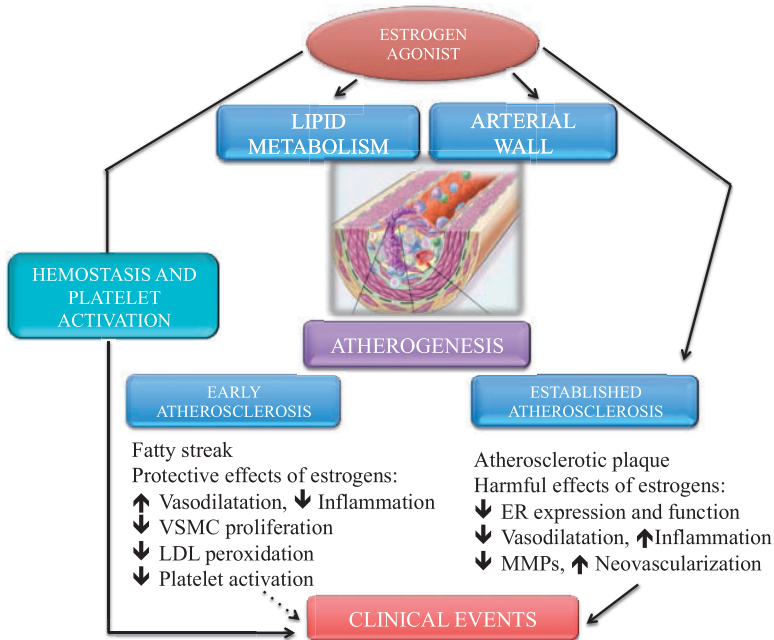 ESTROGEN
AGONIST
LIPID
METABOLISM
ARTERIAL
WALL
HEMOSTASIS AND
PLATELET
ACTIVATION
ATHEROGENESIS
EARLY
ATHEROSCLEROSIS
Fatty streak
Protective effects of estrogens:
↑ Vasodilatation, ↓ Inflammation
↓ VSMC proliferation
↓ LDL peroxidation
↓ Platelet activation
ESTABLISHED
ATHEROSCLEROSIS
Atherosclerotic plaque
Harmful effects of estrogens:
↓ ER expression and function
↓ Vasodilatation, ↑Inflammation
↓ MMPs, ↑ Neovascularization
CLINICAL EVENTS